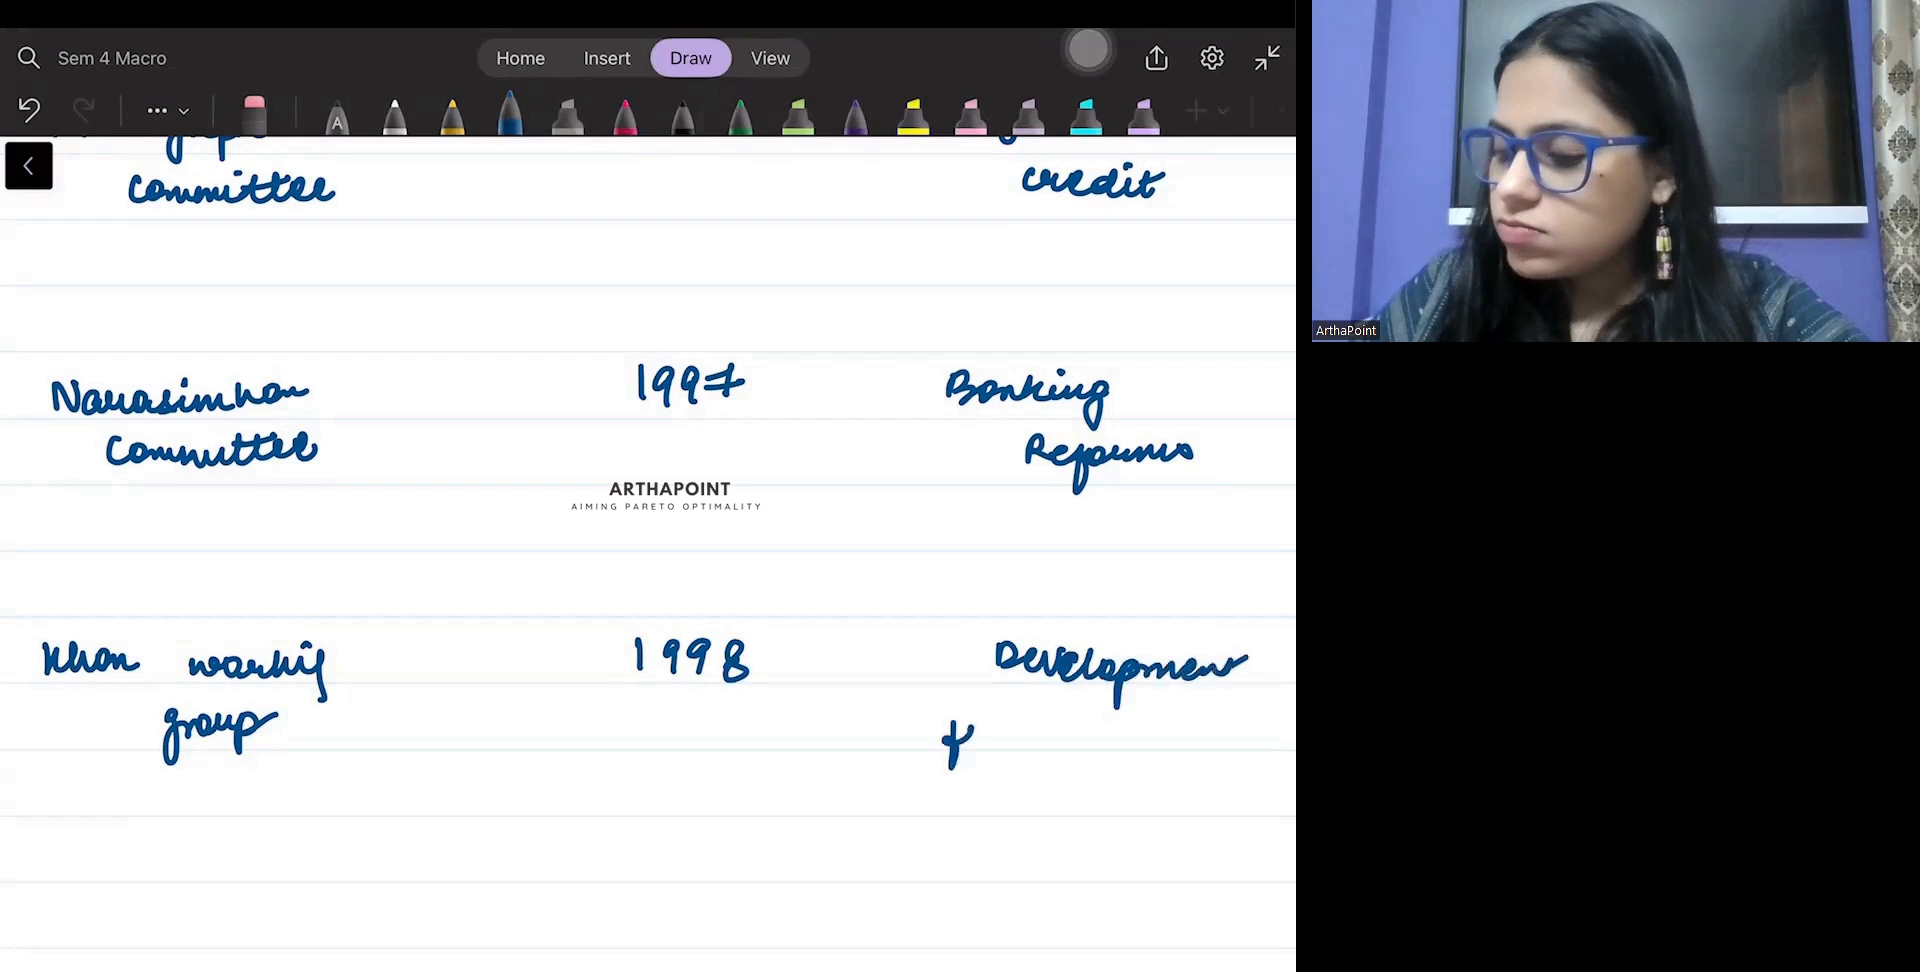 Sem 4 Macro
Home Insert Draw View
A
committee credit
Narasimhan 1997 Banking
Committee Reforms
ARTHAPOINT
AIMING PARETO OPTIMALITY
Khan working 1998 Development
group +
ArthaPoint